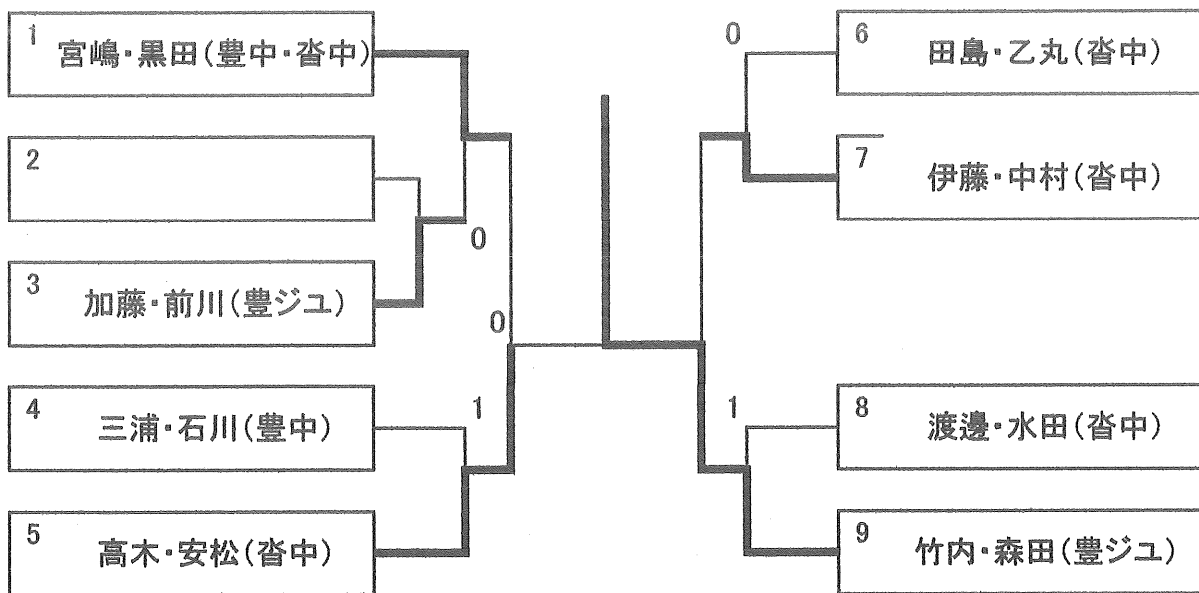 1 宮嶋・黒田(豊中・沓中)
2
3 加藤・前川(豊ジユ)
4 三浦・石川(豊中)
5 高木・安松(沓中)
0
0
1
0
1
6 田島・乙丸(沓中)
7 伊藤・中村(沓中)
8 渡邊・水田(沓中)
9 竹内・森田(豊ジユ)